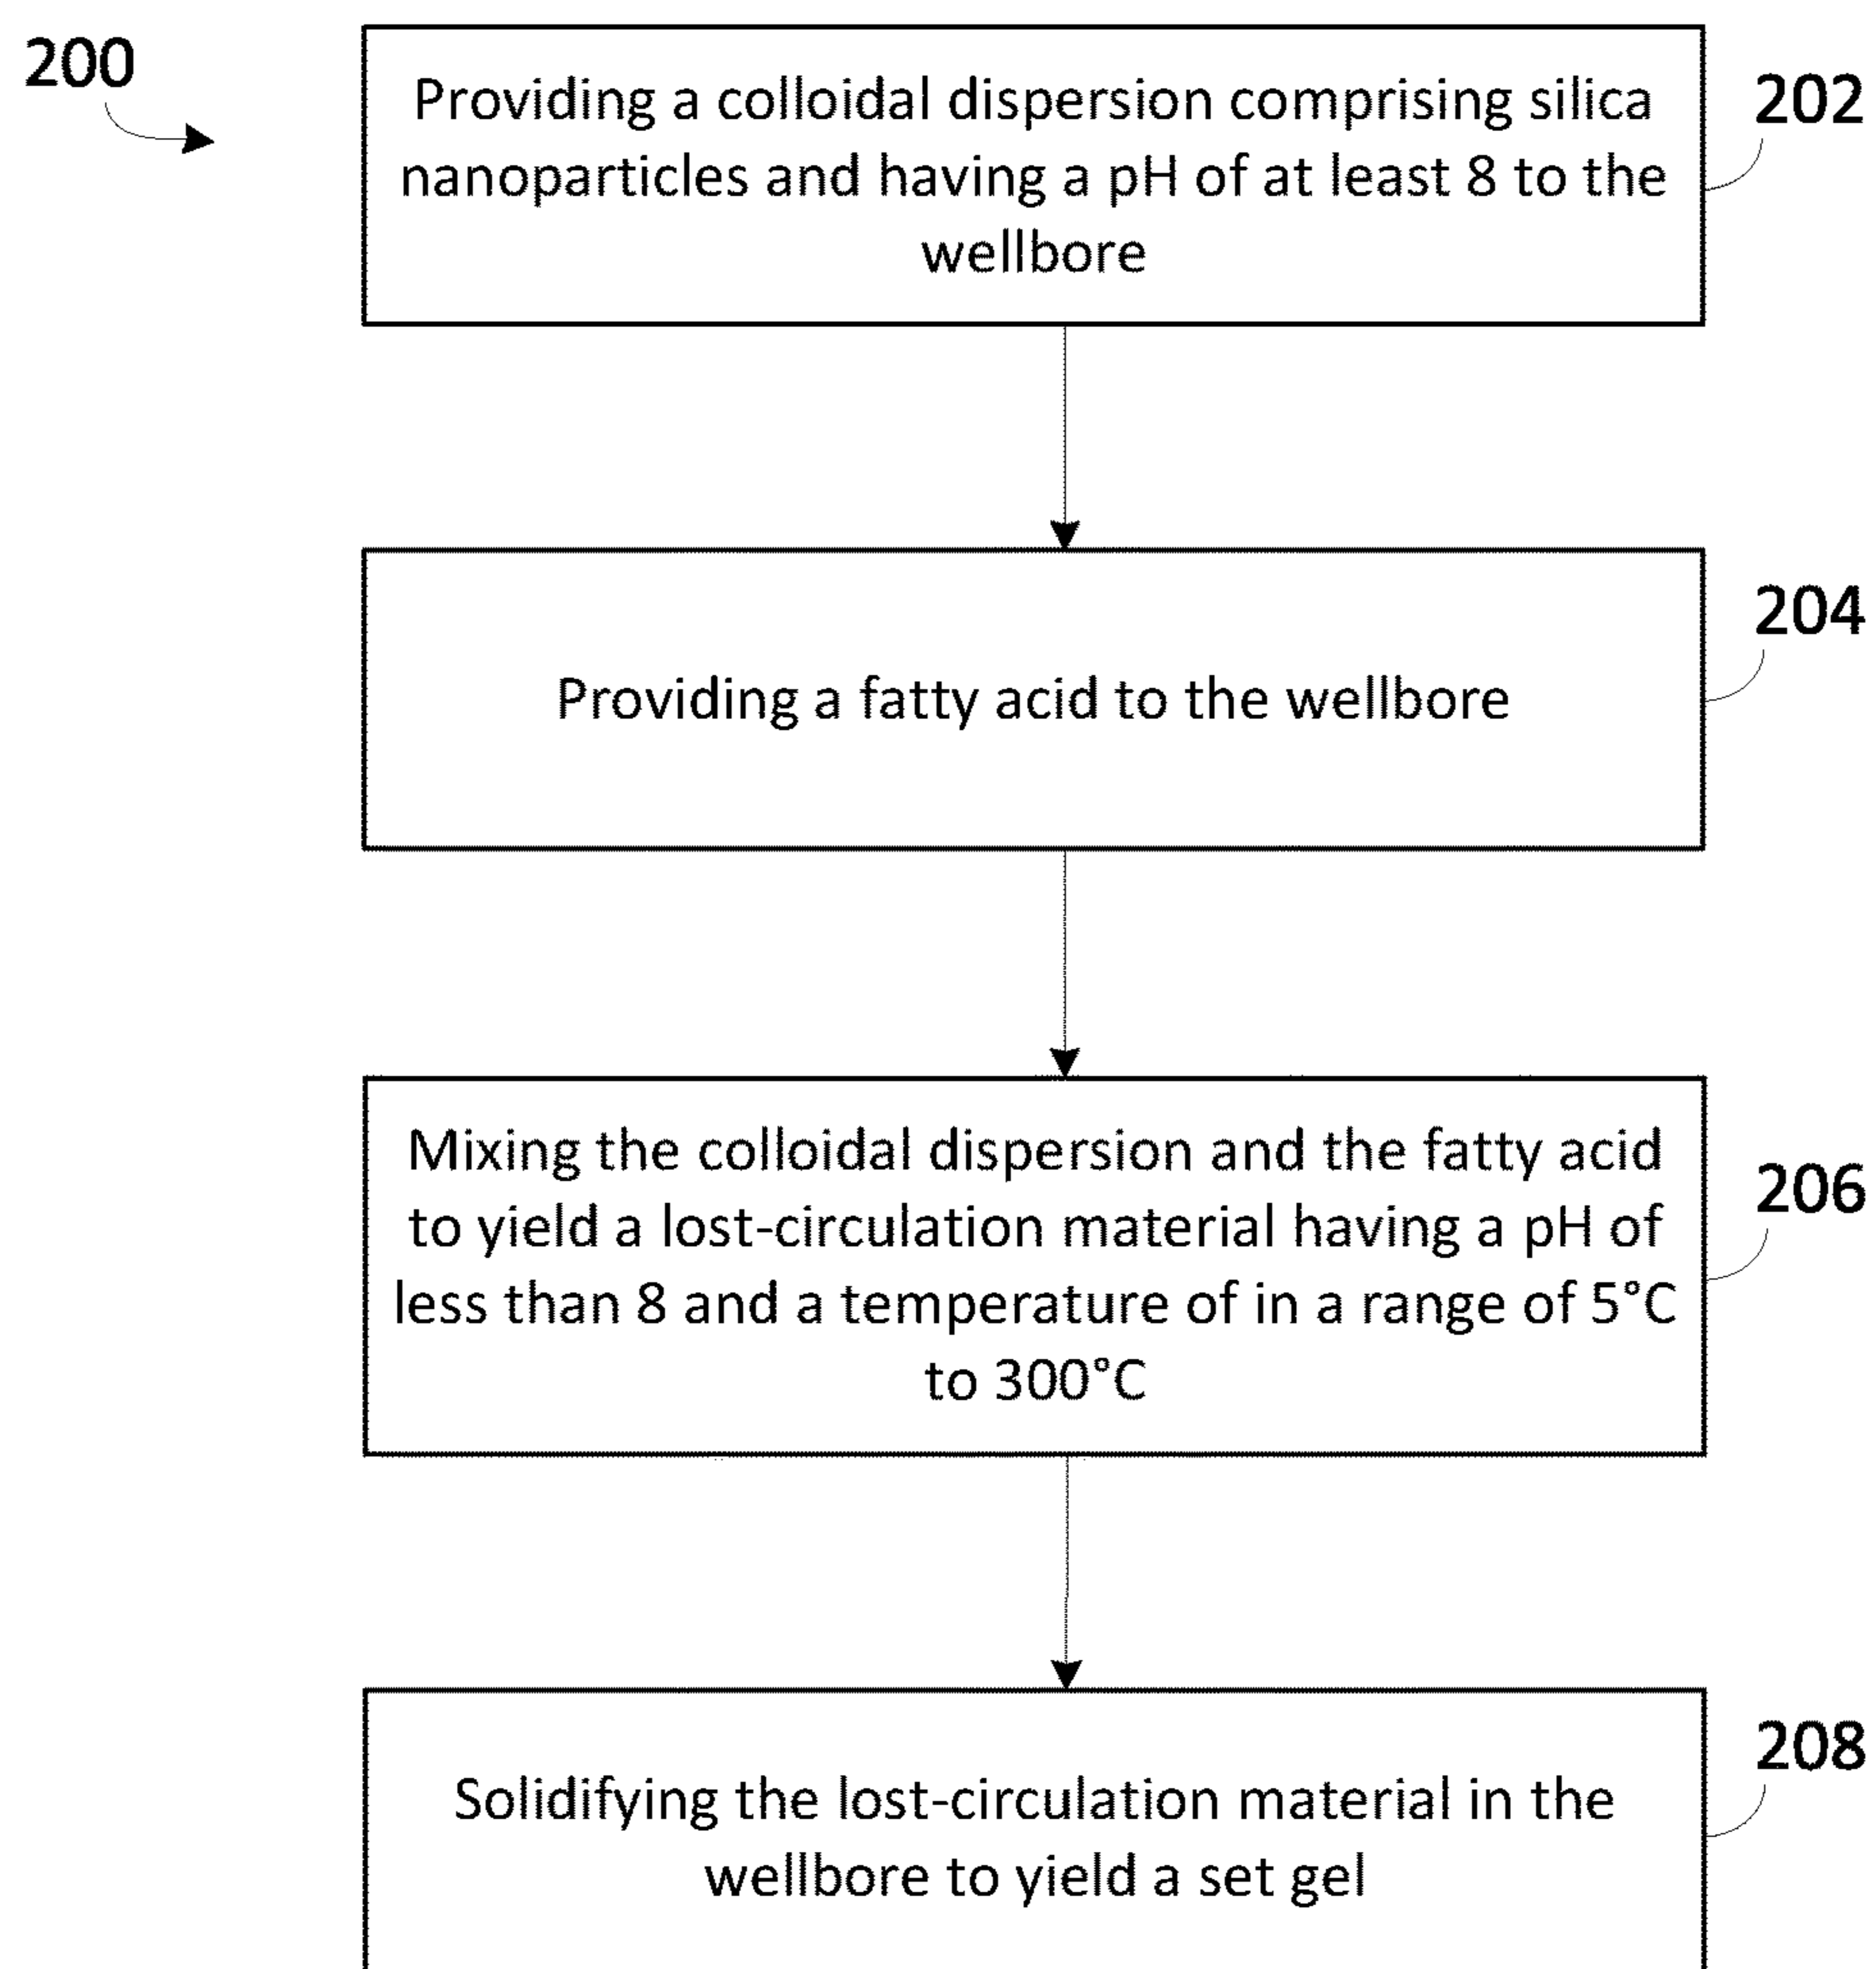 200
Providing a colloidal dispersion comprising silica
nanoparticles and having a pH of at least 8 to the
wellbore
202
Providing a fatty acid to the wellbore
204
Mixing the colloidal dispersion and the fatty acid
to yield a lost-circulation material having a pH of
less than 8 and a temperature of in a range of 5°C
to 300°C
206
Solidifying the lost-circulation material in the
wellbore to yield a set gel
208